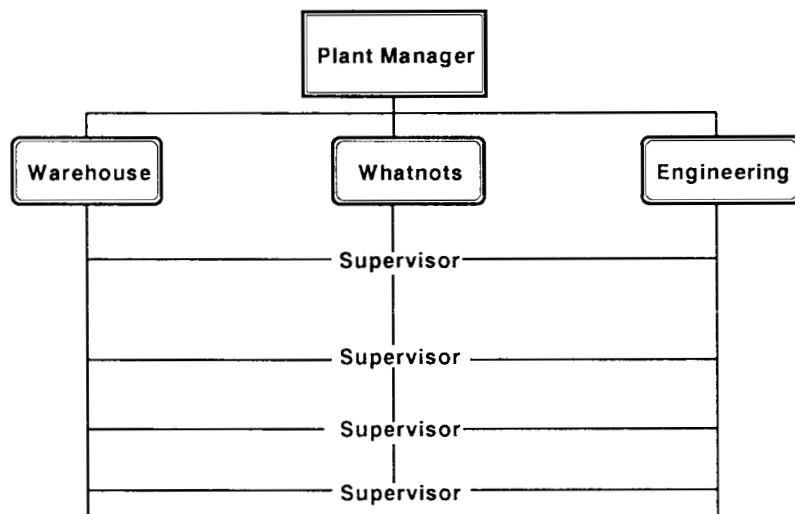 Plant Manager
Warehouse
Whatnots
Engineering
Supervisor
Supervisor
Supervisor
Supervisor